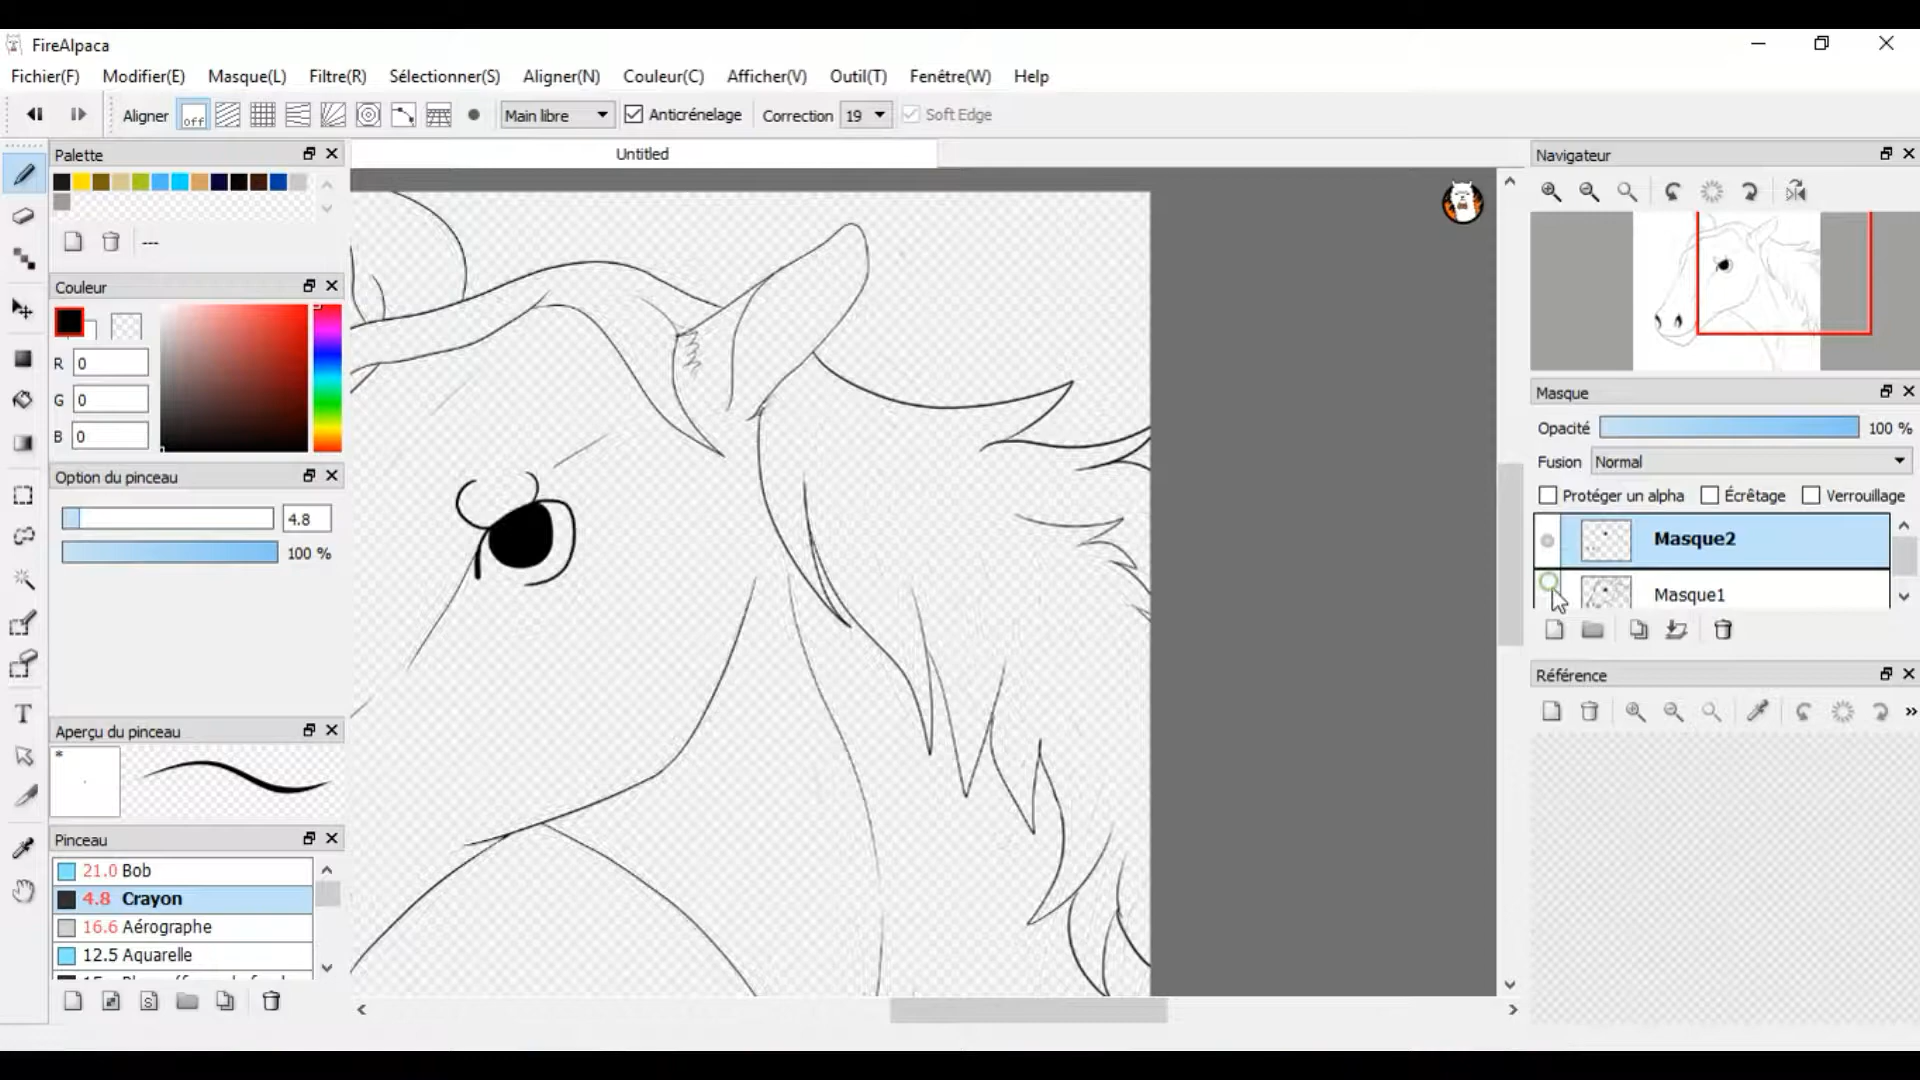 FireAlpaca
Fichier(F) Modifier(E) Masque(L) Filtre(R) Sélectionner(S) Aligner(N) Couleur(C) Afficher(V) Outil(T) Fenêtre(W) Help
Aligner off Main libre Anticrénelage Correction 19 Soft Edge
Palette
Untitled
Navigateur
---
Couleur
R 0
G 0
B 0
Masque
Opacité 100 %
Fusion Normal
Protéger un alpha Écrêtage Verrouillage
Option du pinceau
4.8
100 %
Masque2
Masque1
Référence
»
Aperçu du pinceau
*
Pinceau
21.0 Bob
4.8 Crayon
16.6 Aérographe
12.5 Aquarelle